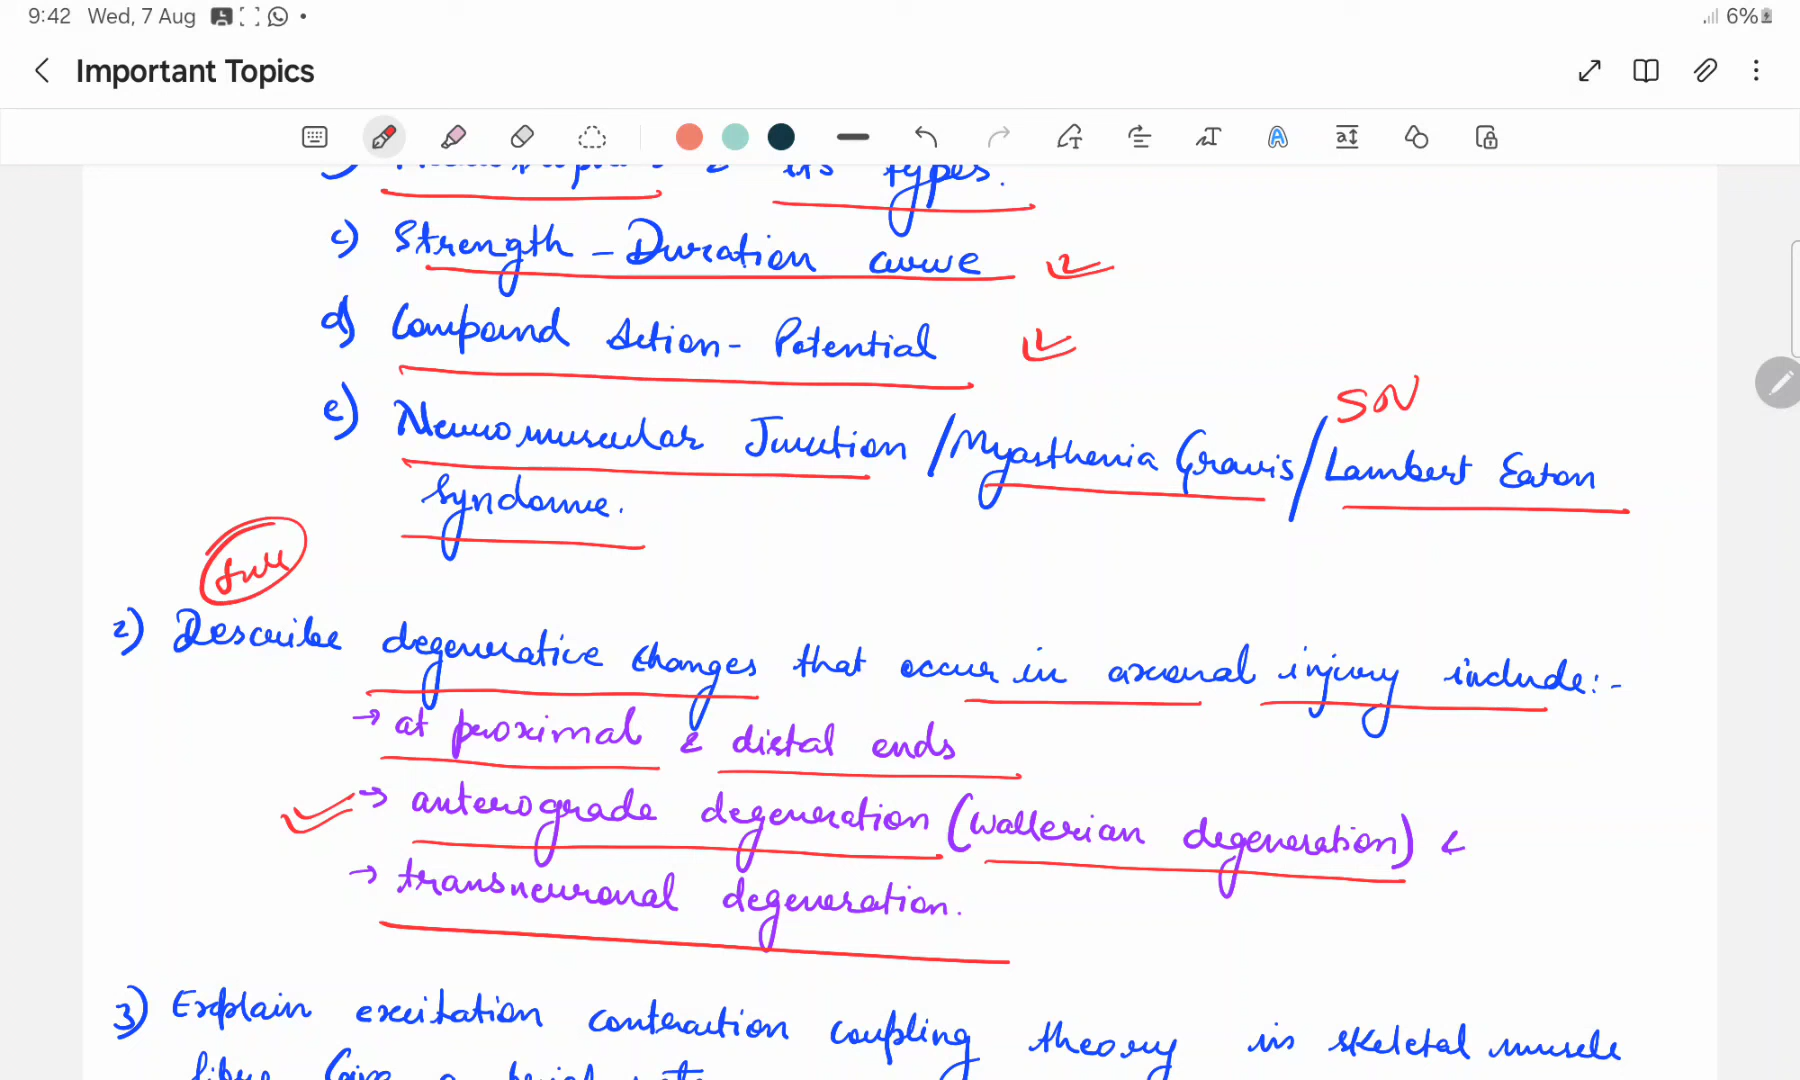 9:42 Wed, 7 Aug
6%
Important Topics
its types.
c) Strength - Duration curve
d) Compound Action - Potential
SN
e) Neuromuscular Junction / Myasthenia Gravis / Lambert Eaton
Syndome.
full
2) Describe degenerative changes that occur in axonal injury include:-
→ at proximal & distal ends
→ anterograde degeneration (Wallerian degeneration) &
→ transneuronal degeneration.
3) Explain excitation contraction coupling theory in skeletal muscle